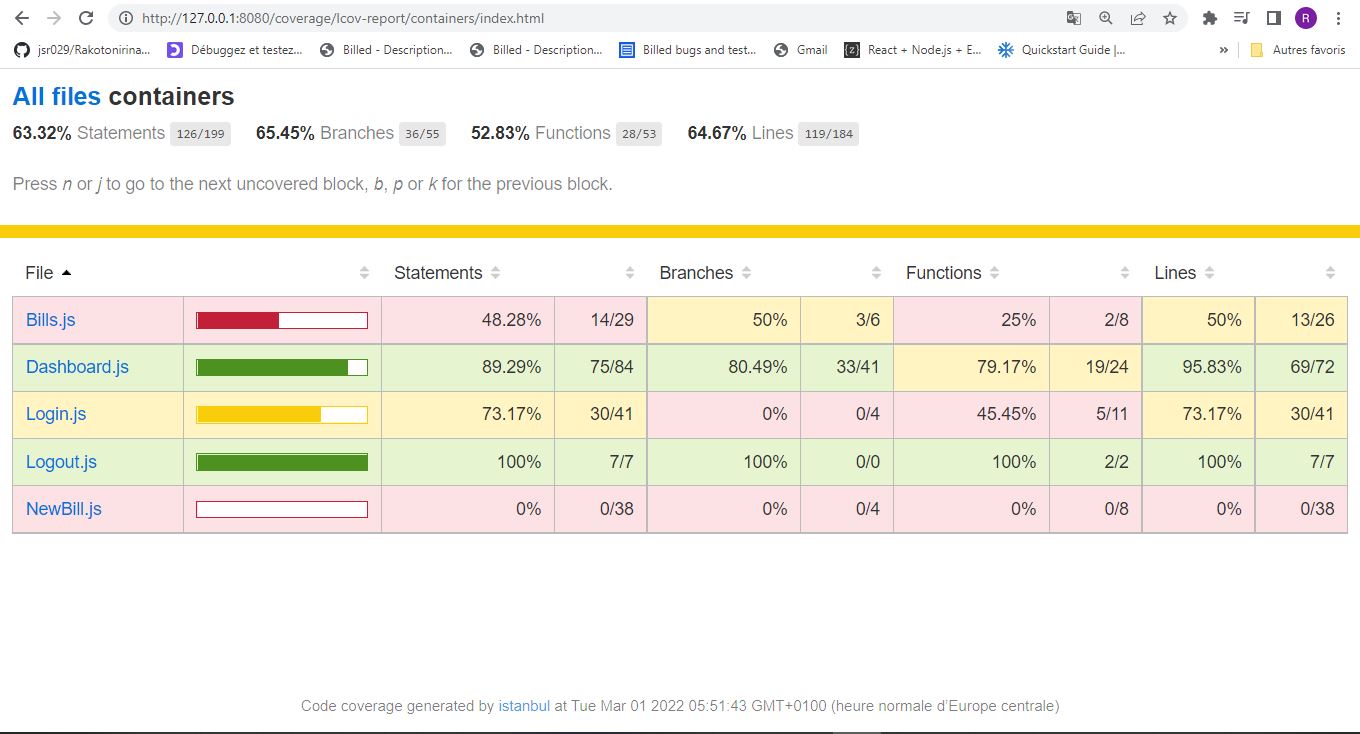 http://127.0.0.1:8080/coverage/lcov-report/containers/index.html R
jsr029/Rakotonirina... Débuggez et testez... Billed - Description... Billed - Description... Billed bugs and test... Gmail {z} React + Node.js + E... Quickstart Guide |... » Autres favoris
All files containers
63.32% Statements 126/199 65.45% Branches 36/55 52.83% Functions 28/53 64.67% Lines 119/184
Press n or j to go to the next uncovered block, b, p or k for the previous block.
File Statements Branches Functions Lines
Bills.js 48.28% 14/29 50% 3/6 25% 2/8 50% 13/26
Dashboard.js 89.29% 75/84 80.49% 33/41 79.17% 19/24 95.83% 69/72
Login.js 73.17% 30/41 0% 0/4 45.45% 5/11 73.17% 30/41
Logout.js 100% 7/7 100% 0/0 100% 2/2 100% 7/7
NewBill.js 0% 0/38 0% 0/4 0% 0/8 0% 0/38
Code coverage generated by istanbul at Tue Mar 01 2022 05:51:43 GMT+0100 (heure normale d’Europe centrale)